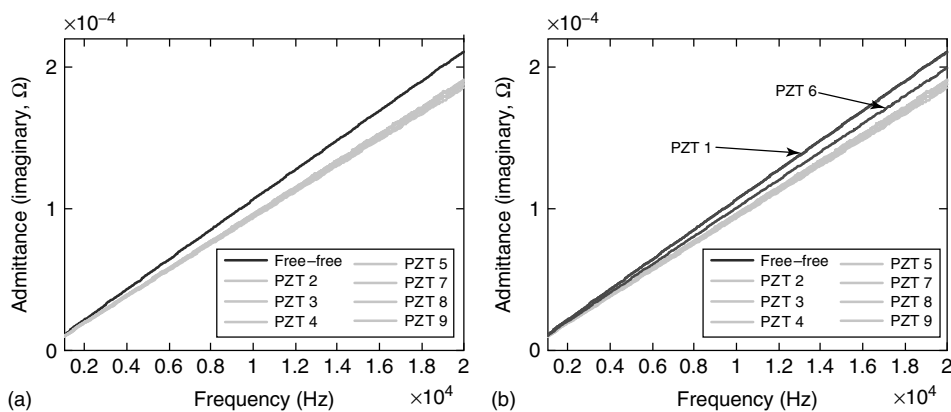 ×10⁻⁴
2
1
0
Admittance (imaginary, Ω)
Free–free
PZT 2
PZT 3
PZT 4
PZT 5
PZT 7
PZT 8
PZT 9
0.2 0.4 0.6 0.8 1 1.2 1.4 1.6 1.8 2
(a)
Frequency (Hz)
×10⁴
×10⁻⁴
2
1
0
Admittance (imaginary, Ω)
PZT 6
PZT 1
Free–free
PZT 2
PZT 3
PZT 4
PZT 5
PZT 7
PZT 8
PZT 9
0.2 0.4 0.6 0.8 1 1.2 1.4 1.6 1.8 2
(b)
Frequency (Hz)
×10⁴